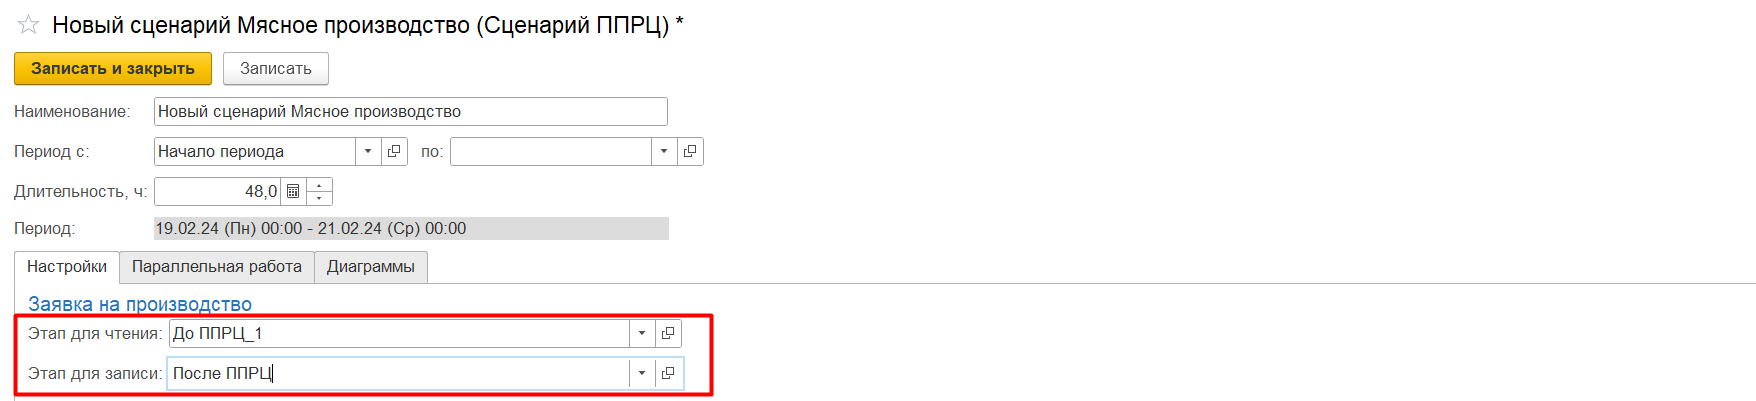 Новый сценарий Мясное производство (Сценарий ППРЦ) *
Записать и закрыть Записать
Наименование: Новый сценарий Мясное производство
Период с: Начало периода по:
Длительность, ч: 48,0
Период: 19.02.24 (Пн) 00:00 - 21.02.24 (Ср) 00:00
Настройки Параллельная работа Диаграммы
Заявка на производство
Этап для чтения: До ППРЦ_1
Этап для записи: После ППРЦ